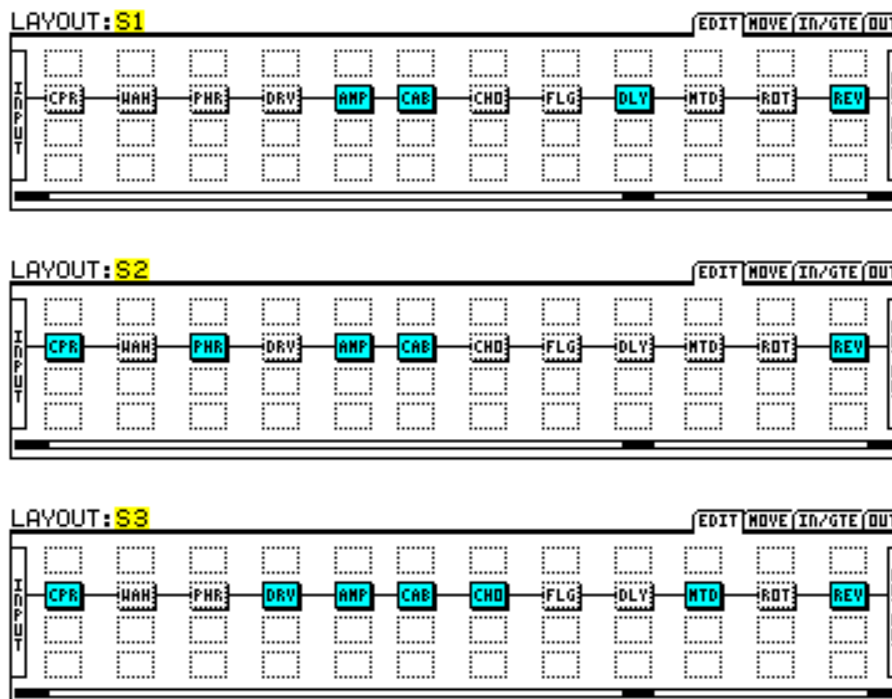 LAYOUT:S1 EDIT MOVE IN/GTE OUT
INPUT CPR WAH PHR DRV AMP CAB CHO FLG DLY MTD ROT REV
LAYOUT:S2 EDIT MOVE IN/GTE OUT
INPUT CPR WAH PHR DRV AMP CAB CHO FLG DLY MTD ROT REV
LAYOUT:S3 EDIT MOVE IN/GTE OUT
INPUT CPR WAH PHR DRV AMP CAB CHO FLG DLY MTD ROT REV